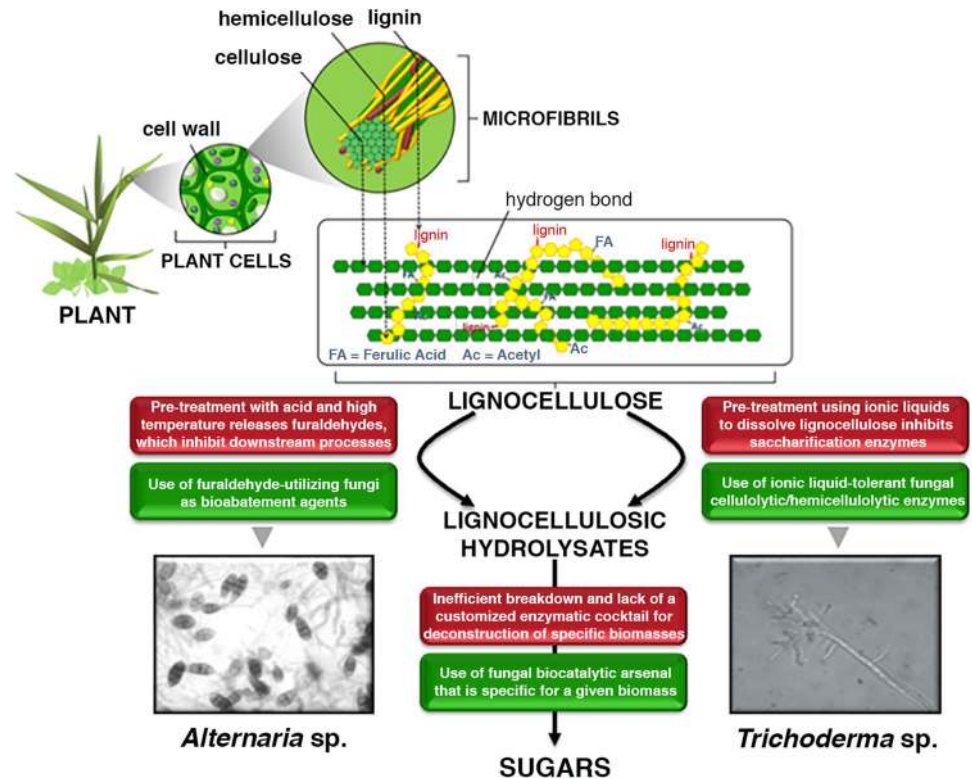 hemicellulose lignin
cellulose
MICROFIBRILS
cell wall
hydrogen bond
lignin
FA
lignin
PLANT CELLS
FA
Ac
FA
PLANT
lignin
Ac
Ac
FA = Ferulic Acid Ac = Acetyl
LIGNOCELLULOSE
Pre-treatment with acid and high
temperature releases furaldehydes,
which inhibit downstream processes
Use of furaldehyde-utilizing fungi
as bioabatement agents
Pre-treatment using ionic liquids
to dissolve lignocellulose inhibits
saccharification enzymes
Use of ionic liquid-tolerant fungal
cellulolytic/hemicellulolytic enzymes
LIGNOCELLULOSIC
HYDROLYSATES
Inefficient breakdown and lack of a
customized enzymatic cocktail for
deconstruction of specific biomasses
Use of fungal biocatalytic arsenal
that is specific for a given biomass
Alternaria sp.
Trichoderma sp.
SUGARS